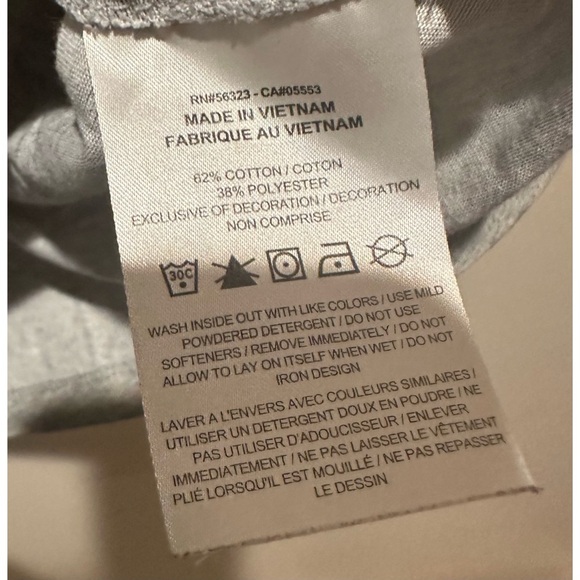 RN#56323 - CA#05553
MADE IN VIETNAM
FABRIQUE AU VIETNAM
62% COTTON / COTON
38% POLYESTER
EXCLUSIVE OF DECORATION / DECORATION
NON COMPRISE
30C
WASH INSIDE OUT WITH LIKE COLORS / USE MILD
POWDERED DETERGENT / DO NOT USE
SOFTENERS / REMOVE IMMEDIATELY / DO NOT
ALLOW TO LAY ON ITSELF WHEN WET / DO NOT
IRON DESIGN
LAVER A L'ENVERS AVEC COULEURS SIMILAIRES /
UTILISER UN DETERGENT DOUX EN POUDRE / NE
PAS UTILISER D'ADOUCISSEUR / ENLEVER
IMMEDIATEMENT / NE PAS LAISSER LE VÊTEMENT
PLIÉ LORSQU'IL EST MOUILLÉ / NE PAS REPASSER
LE DESSIN